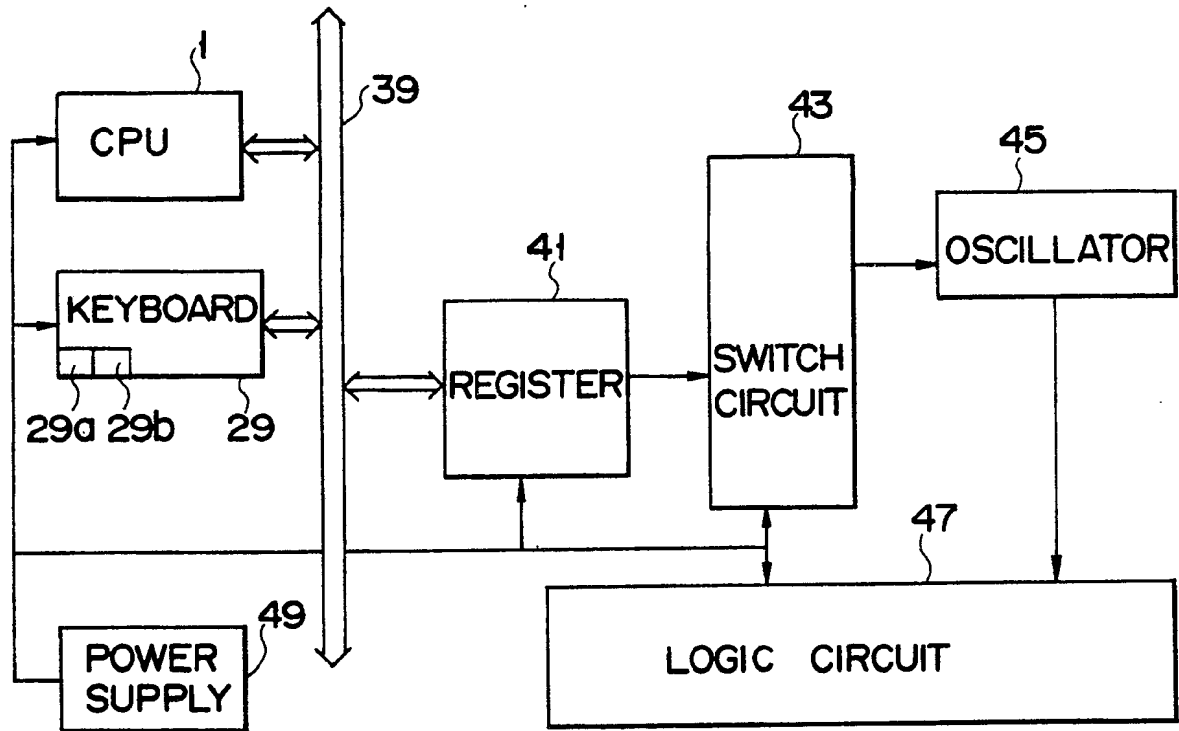 1
CPU
39
43
45
OSCILLATOR
41
KEYBOARD
SWITCH
CIRCUIT
REGISTER
29a 29b 29
47
49
POWER
SUPPLY
LOGIC CIRCUIT